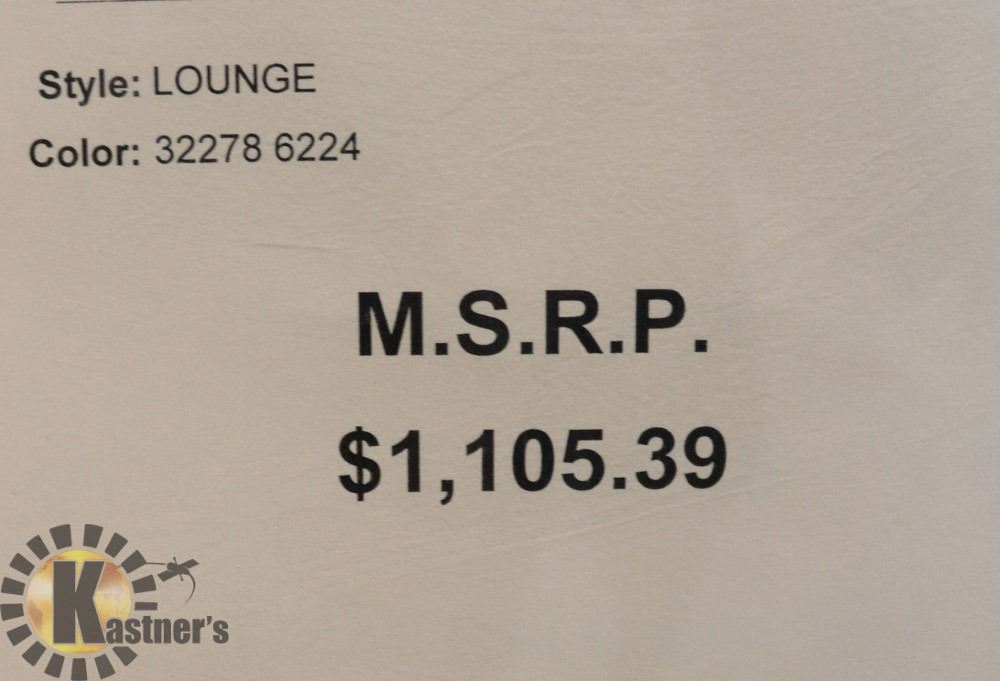 Style: LOUNGE
Color: 32278 6224
M.S.R.P.
$1,105.39
Kastner's